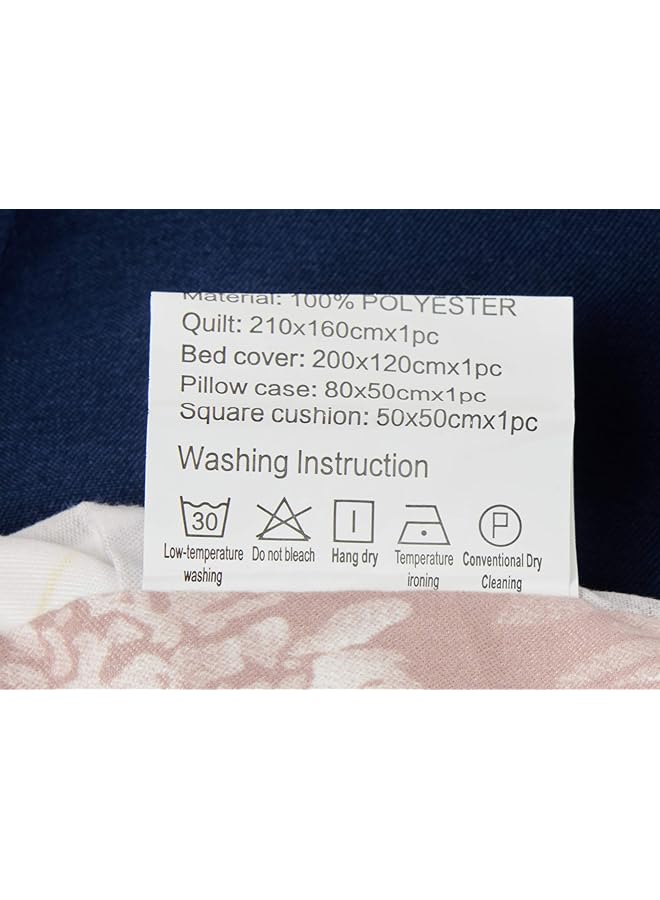 Material: 100% POLYESTER
Quilt: 210x160cmx1pc
Bed cover: 200x120cmx1pc
Pillow case: 80x50cmx1pc
Square cushion: 50x50cmx1pc
Washing Instruction
30
P
Low-temperature washing
Do not bleach
Hang dry
Temperature ironing
Conventional Dry Cleaning